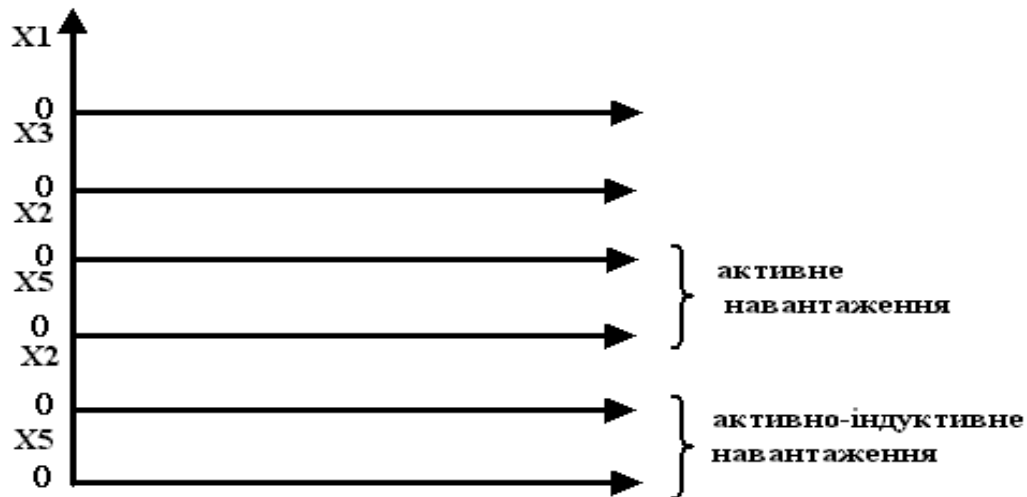 X1
0
X3
0
X2
0
X5
0
X2
0
X5
0
активне
навантаження
активно-індуктивне
навантаження